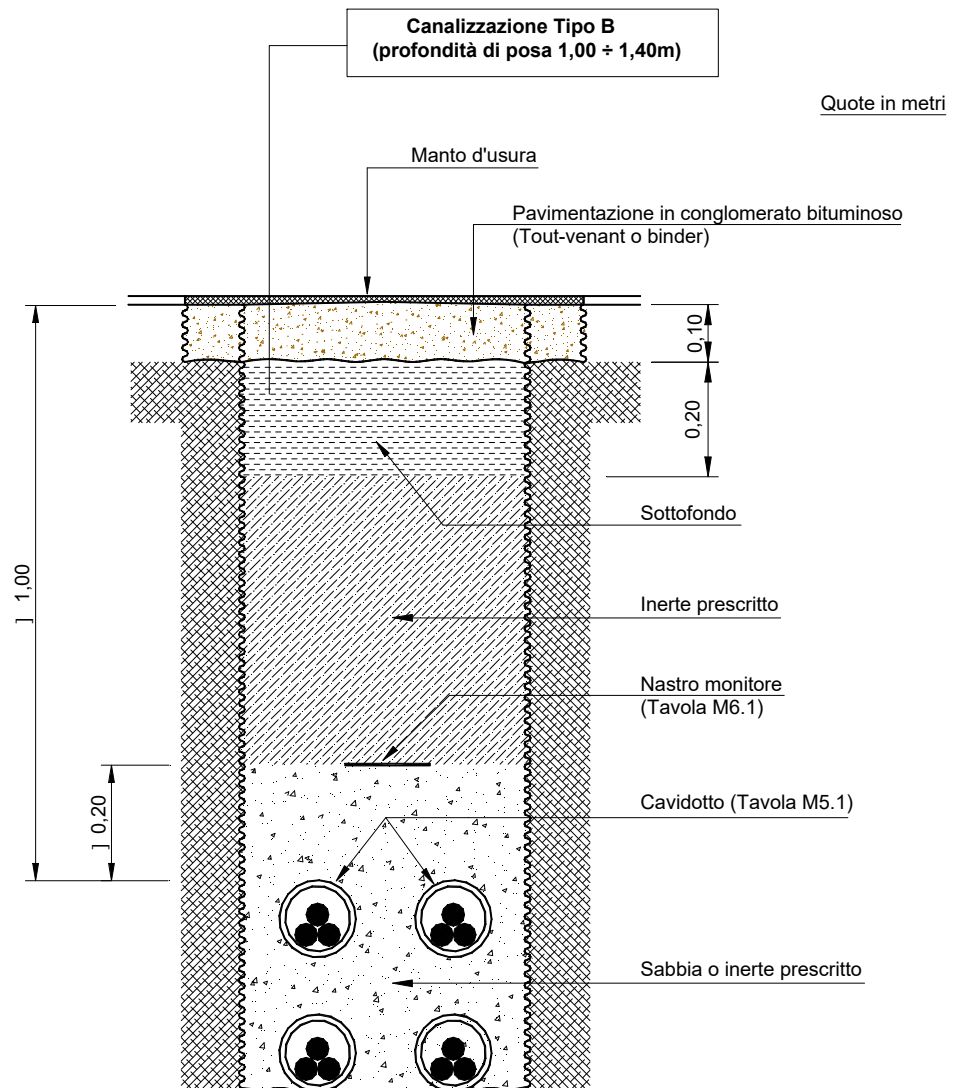 Canalizzazione Tipo B
(profondità di posa 1,00 ÷ 1,40m)
Quote in metri
Manto d'usura
Pavimentazione in conglomerato bituminoso
(Tout-venant o binder)
0,10
0,20
Sottofondo
] 1,00
Inerte prescritto
Nastro monitore
(Tavola M6.1)
] 0,20
Cavidotto (Tavola M5.1)
Sabbia o inerte prescritto